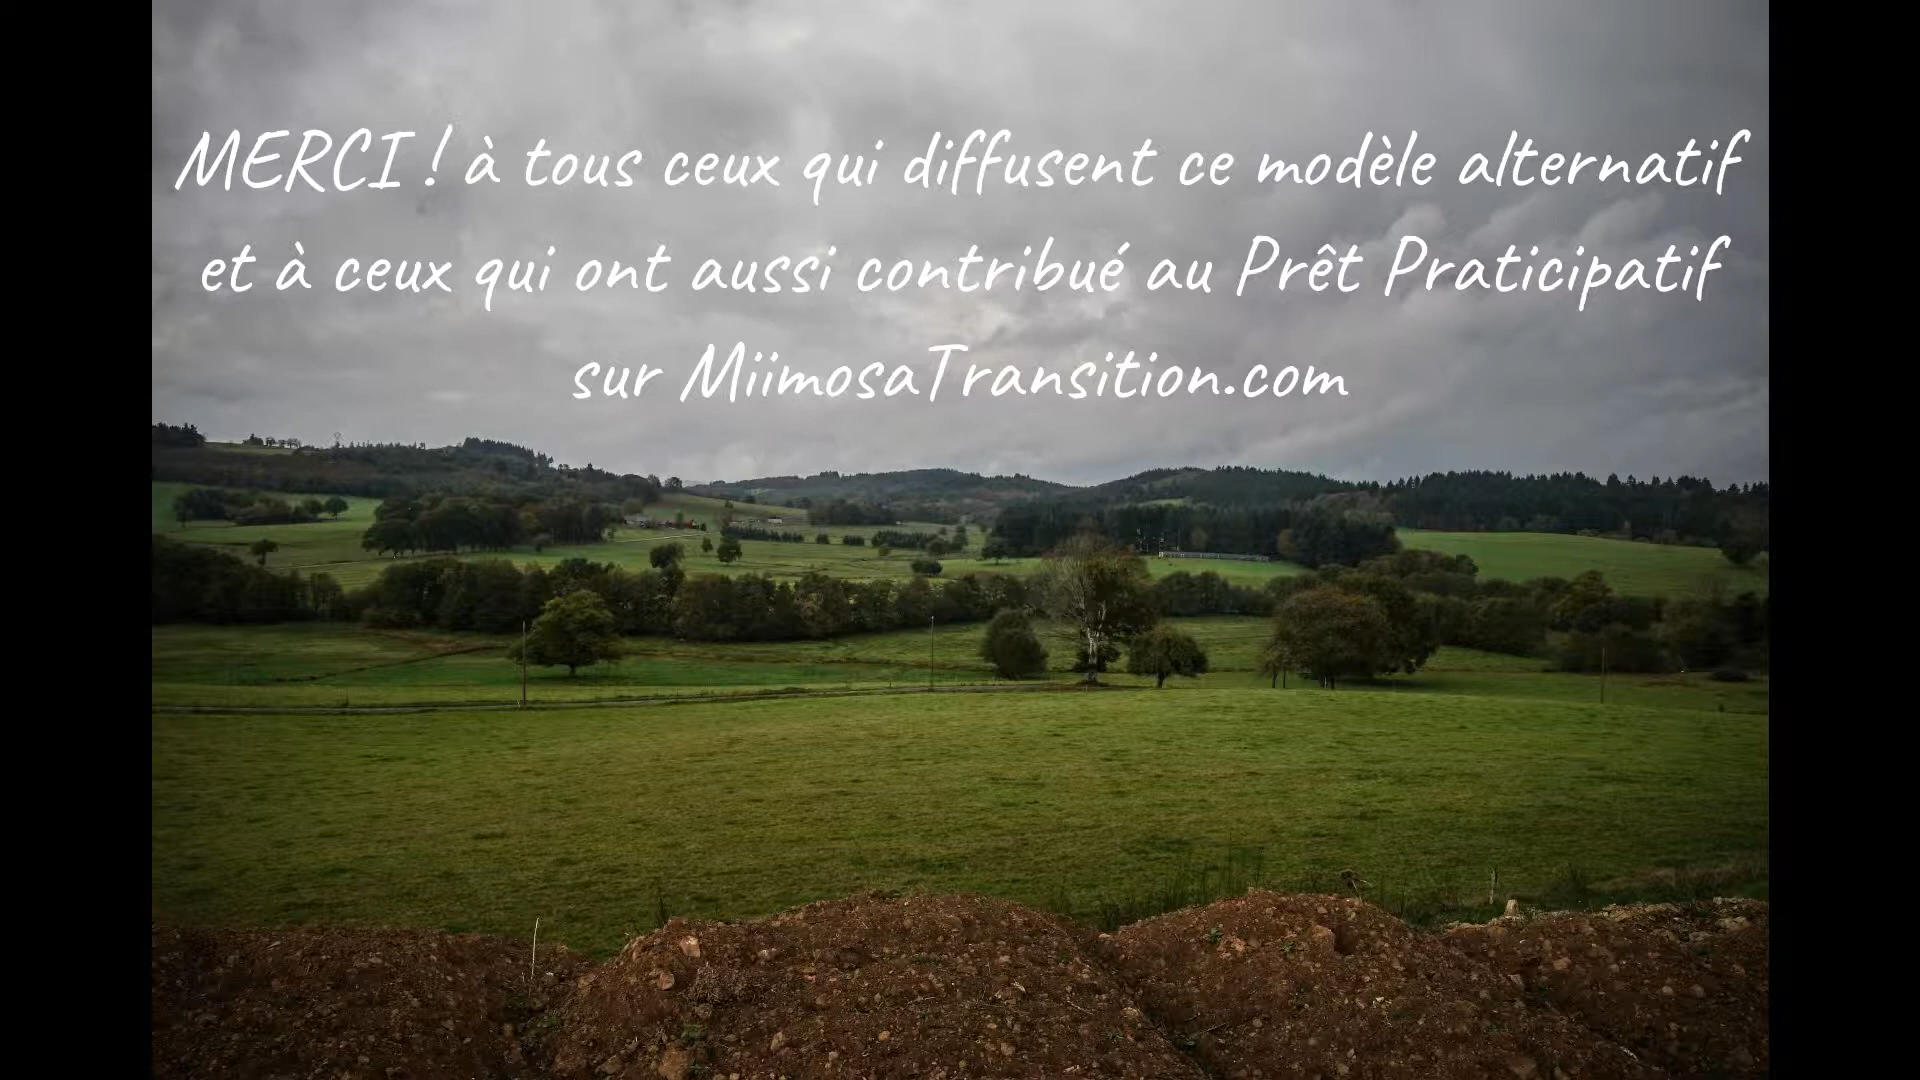 MERCI ! à tous ceux qui diffusent ce modèle alternatif
et à ceux qui ont aussi contribué au Prêt Praticipatif
sur MiimosaTransition.com